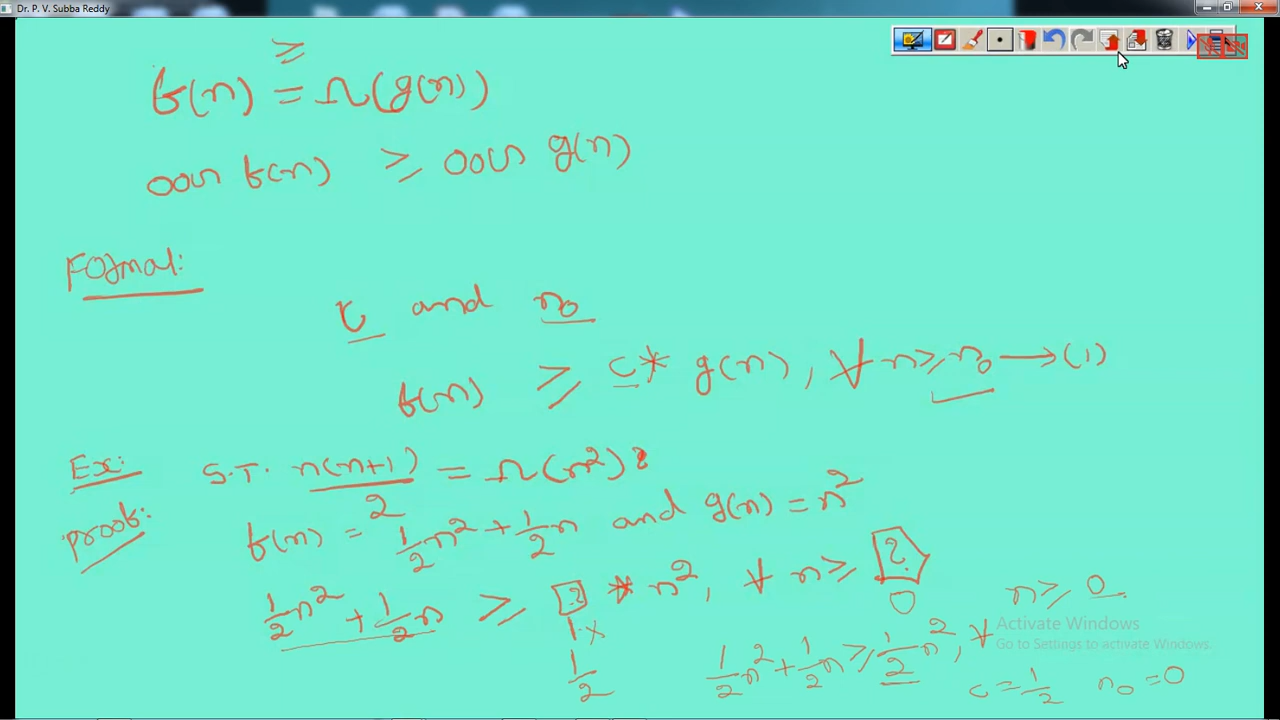 Dr. P. V. Subba Reddy
≥
f(n) = Ω(g(n))
OOG f(n) ≥ OOG g(n)
Formal:
c and n₀
f(n) ≥ c * g(n), ∀ n ≥ n₀ → (1)
Ex: S.T. n(n+1)/2 = Ω(n²)?
Proof: f(n) = 1/2 n² + 1/2 n and g(n) = n²
1/2 n² + 1/2 n ≥ ? * n², ∀ n ≥ ?
1 x
1/2
0
n ≥ 0
1/2 n² + 1/2 n ≥ 1/2 n², ∀
c = 1/2 n₀ = 0
Activate Windows
Go to Settings to activate Windows.